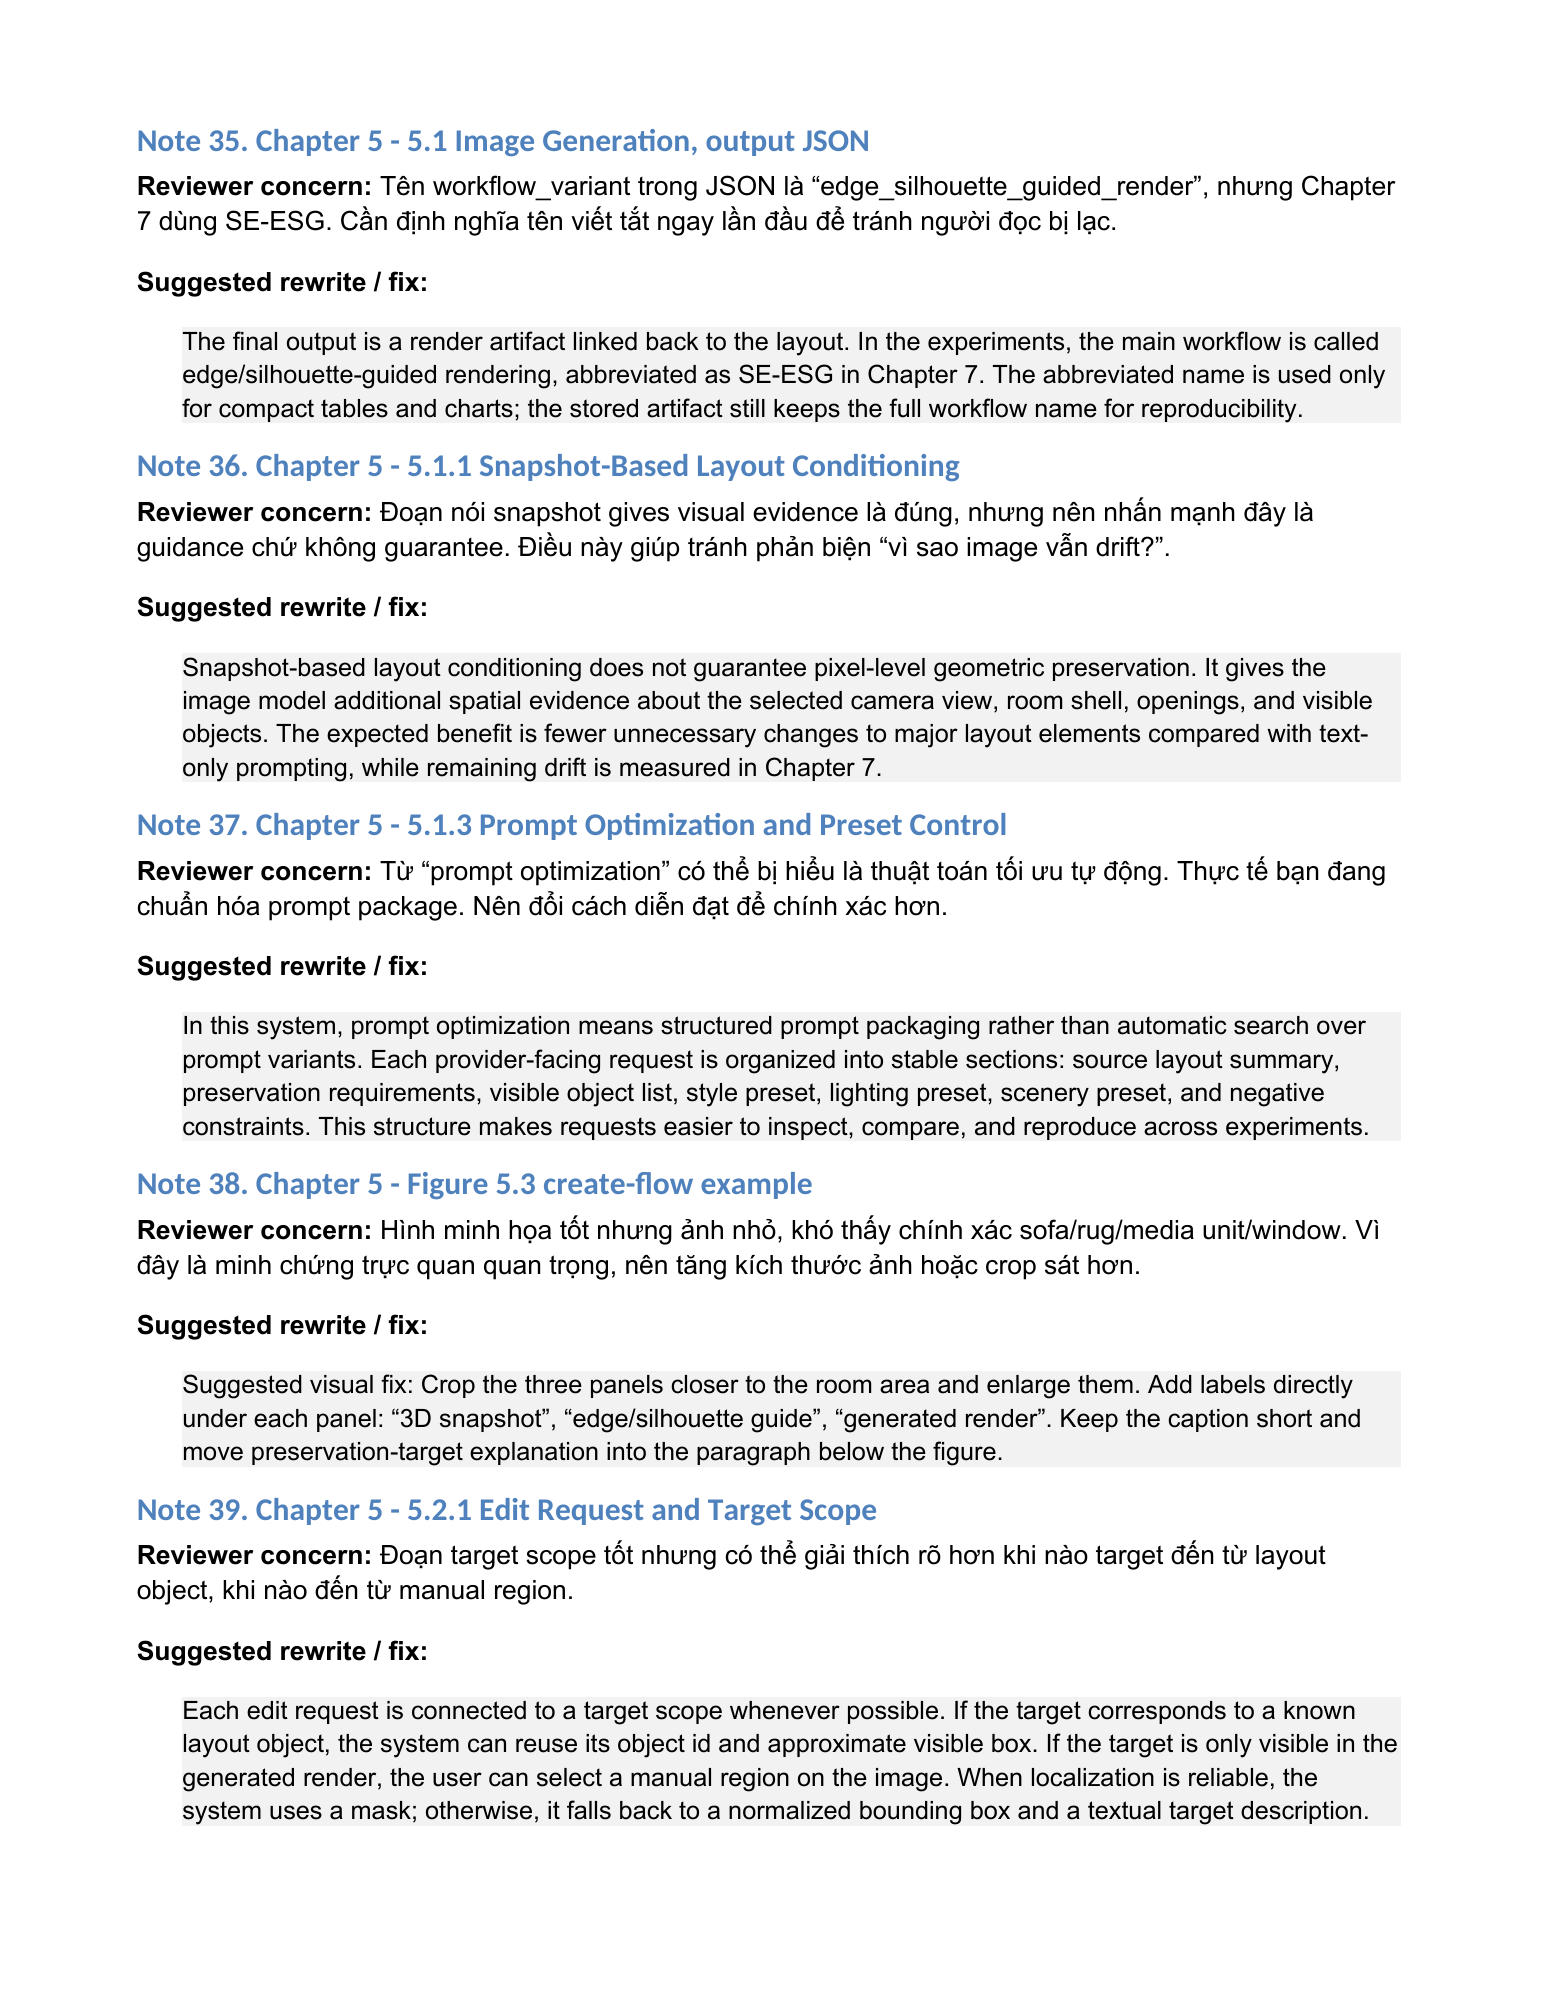 Note 35. Chapter 5 - 5.1 Image Generation, output JSON
Reviewer concern: Tên workflow_variant trong JSON là “edge_silhouette_guided_render”, nhưng Chapter
7 dùng SE-ESG. Cần định nghĩa tên viết tắt ngay lần đầu để tránh người đọc bị lạc.
Suggested rewrite / fix:
The final output is a render artifact linked back to the layout. In the experiments, the main workflow is called
edge/silhouette-guided rendering, abbreviated as SE-ESG in Chapter 7. The abbreviated name is used only
for compact tables and charts; the stored artifact still keeps the full workflow name for reproducibility.
Note 36. Chapter 5 - 5.1.1 Snapshot-Based Layout Conditioning
Reviewer concern: Đoạn nói snapshot gives visual evidence là đúng, nhưng nên nhấn mạnh đây là
guidance chứ không guarantee. Điều này giúp tránh phản biện “vì sao image vẫn drift?”.
Suggested rewrite / fix:
Snapshot-based layout conditioning does not guarantee pixel-level geometric preservation. It gives the
image model additional spatial evidence about the selected camera view, room shell, openings, and visible
objects. The expected benefit is fewer unnecessary changes to major layout elements compared with text-
only prompting, while remaining drift is measured in Chapter 7.
Note 37. Chapter 5 - 5.1.3 Prompt Optimization and Preset Control
Reviewer concern: Từ “prompt optimization” có thể bị hiểu là thuật toán tối ưu tự động. Thực tế bạn đang
chuẩn hóa prompt package. Nên đổi cách diễn đạt để chính xác hơn.
Suggested rewrite / fix:
In this system, prompt optimization means structured prompt packaging rather than automatic search over
prompt variants. Each provider-facing request is organized into stable sections: source layout summary,
preservation requirements, visible object list, style preset, lighting preset, scenery preset, and negative
constraints. This structure makes requests easier to inspect, compare, and reproduce across experiments.
Note 38. Chapter 5 - Figure 5.3 create-flow example
Reviewer concern: Hình minh họa tốt nhưng ảnh nhỏ, khó thấy chính xác sofa/rug/media unit/window. Vì
đây là minh chứng trực quan quan trọng, nên tăng kích thước ảnh hoặc crop sát hơn.
Suggested rewrite / fix:
Suggested visual fix: Crop the three panels closer to the room area and enlarge them. Add labels directly
under each panel: “3D snapshot”, “edge/silhouette guide”, “generated render”. Keep the caption short and
move preservation-target explanation into the paragraph below the figure.
Note 39. Chapter 5 - 5.2.1 Edit Request and Target Scope
Reviewer concern: Đoạn target scope tốt nhưng có thể giải thích rõ hơn khi nào target đến từ layout
object, khi nào đến từ manual region.
Suggested rewrite / fix:
Each edit request is connected to a target scope whenever possible. If the target corresponds to a known
layout object, the system can reuse its object id and approximate visible box. If the target is only visible in the
generated render, the user can select a manual region on the image. When localization is reliable, the
system uses a mask; otherwise, it falls back to a normalized bounding box and a textual target description.